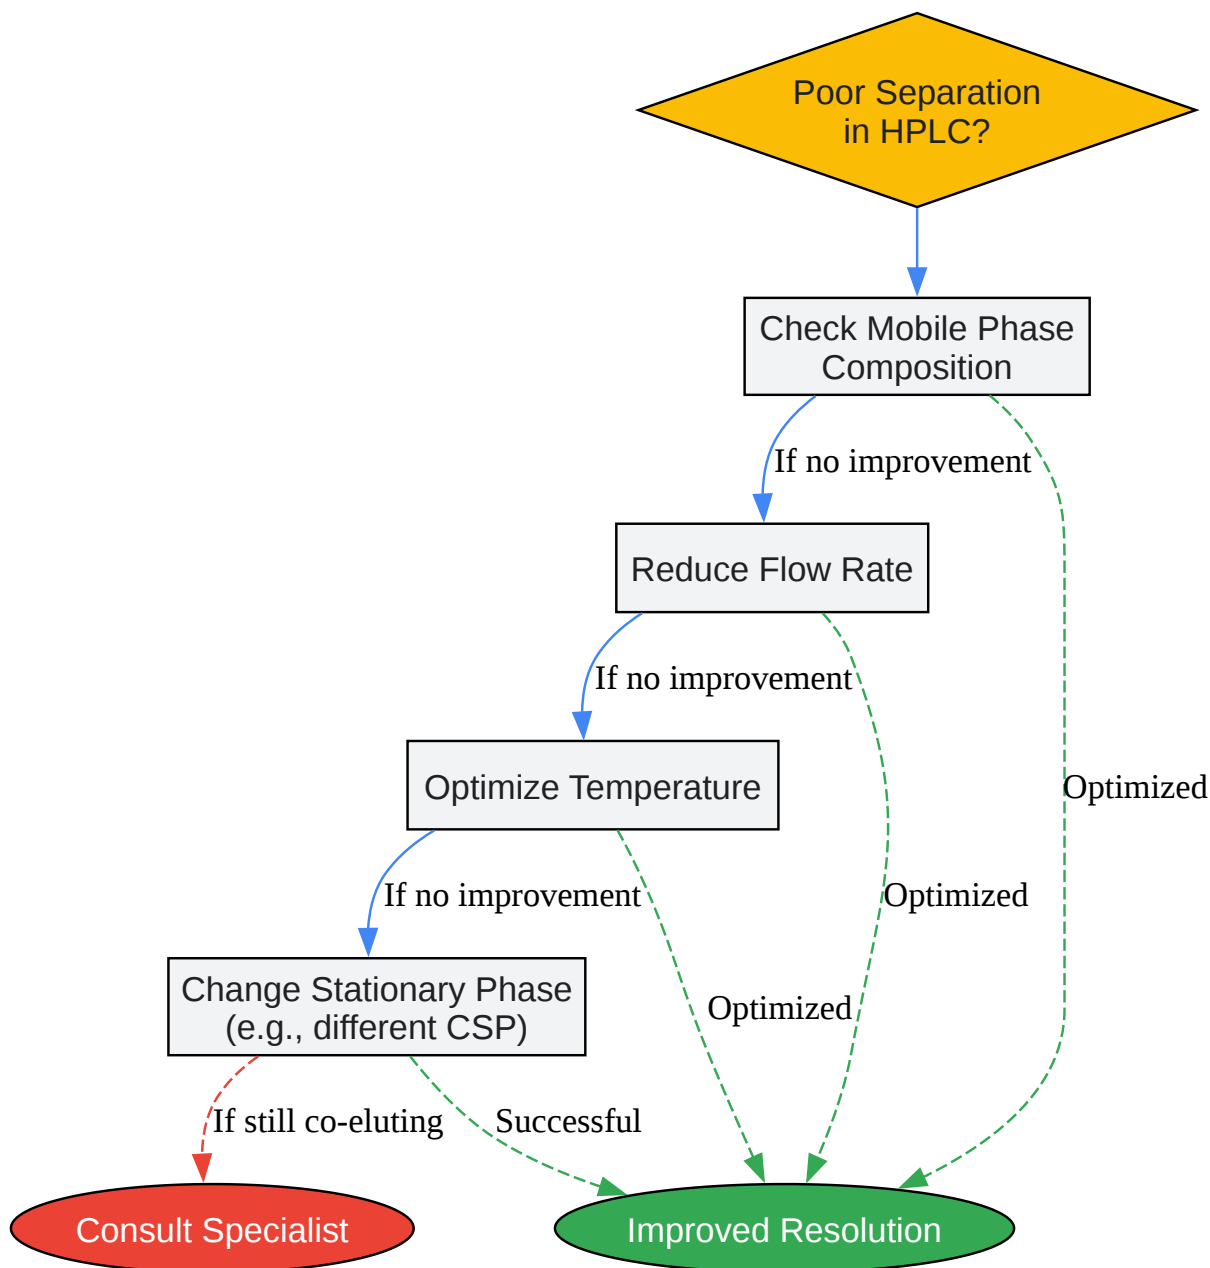 Poor Separation
in HPLC?
Check Mobile Phase
Composition
If no improvement
Reduce Flow Rate
If no improvement
Optimize Temperature
Optimized
If no improvement
Optimized
Change Stationary Phase
(e.g., different CSP)
Optimized
If still co-eluting
Successful
Consult Specialist
Improved Resolution